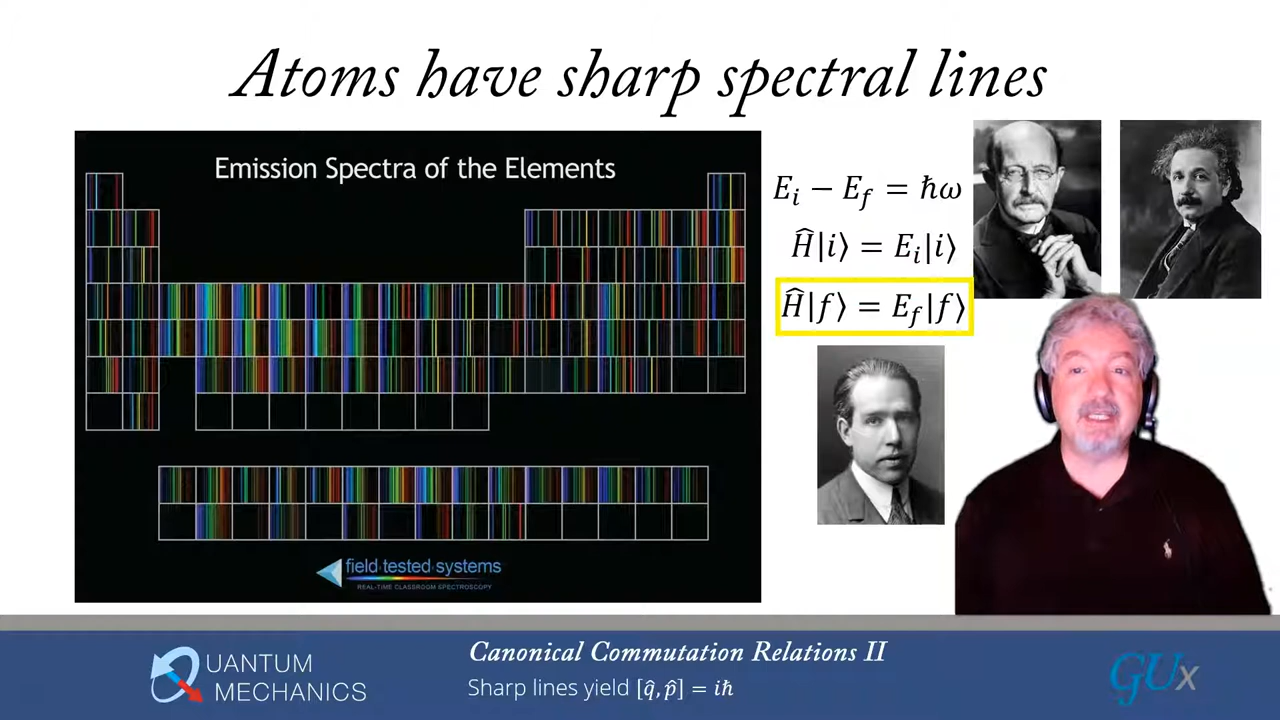 Atoms have sharp spectral lines
Emission Spectra of the Elements
E_i − E_f = ħω
Ĥ|i⟩ = E_i|i⟩
Ĥ|f⟩ = E_f|f⟩
field·tested·systems
REAL-TIME CLASSROOM SPECTROSCOPY
QUANTUM
MECHANICS
Canonical Commutation Relations II
Sharp lines yield [q̂, p̂] = iħ
GUx